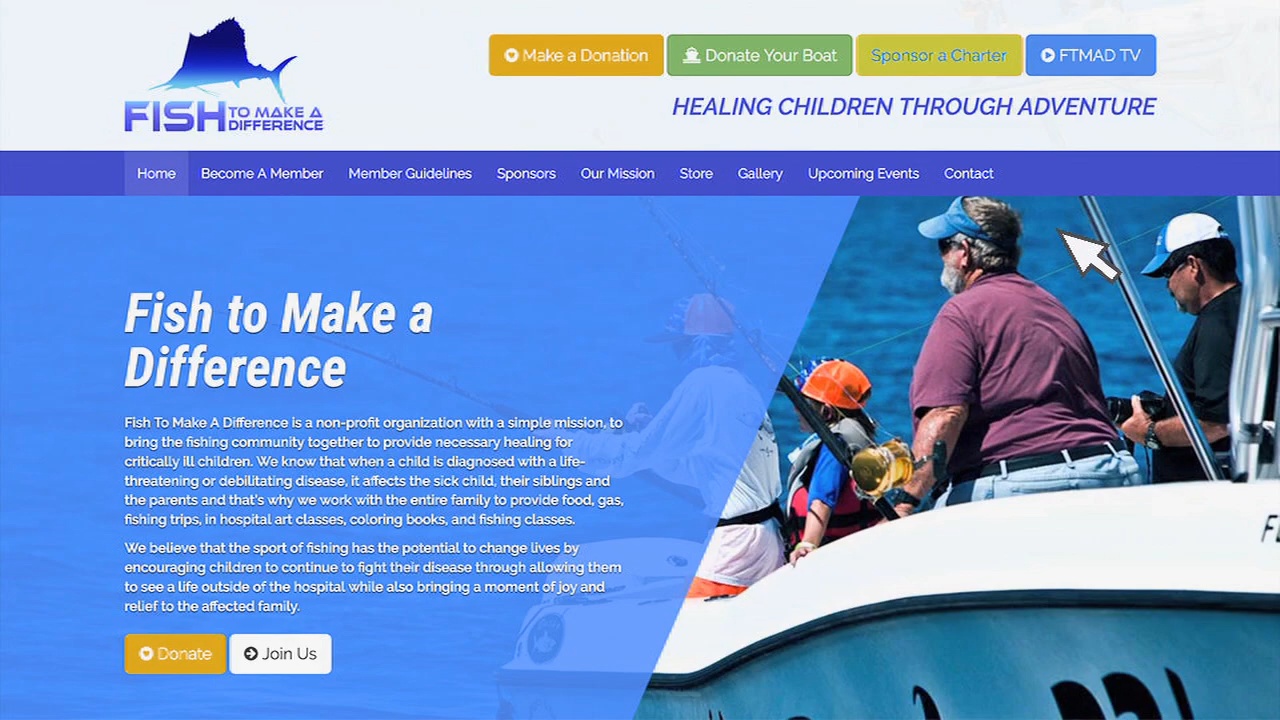 Make a Donation
Donate Your Boat
Sponsor a Charter
FTMAD TV
FISH TO MAKE A
DIFFERENCE
HEALING CHILDREN THROUGH ADVENTURE
Home
Become A Member
Member Guidelines
Sponsors
Our Mission
Store
Gallery
Upcoming Events
Contact
Fish to Make a
Difference
Fish To Make A Difference is a non-profit organization with a simple mission, to
bring the fishing community together to provide necessary healing for
critically ill children. We know that when a child is diagnosed with a life-
threatening or debilitating disease, it affects the sick child, their siblings and
the parents and that's why we work with the entire family to provide food, gas,
fishing trips, in hospital art classes, coloring books, and fishing classes.
We believe that the sport of fishing has the potential to change lives by
encouraging children to continue to fight their disease through allowing them
to see a life outside of the hospital while also bringing a moment of joy and
relief to the affected family.
Donate
Join Us